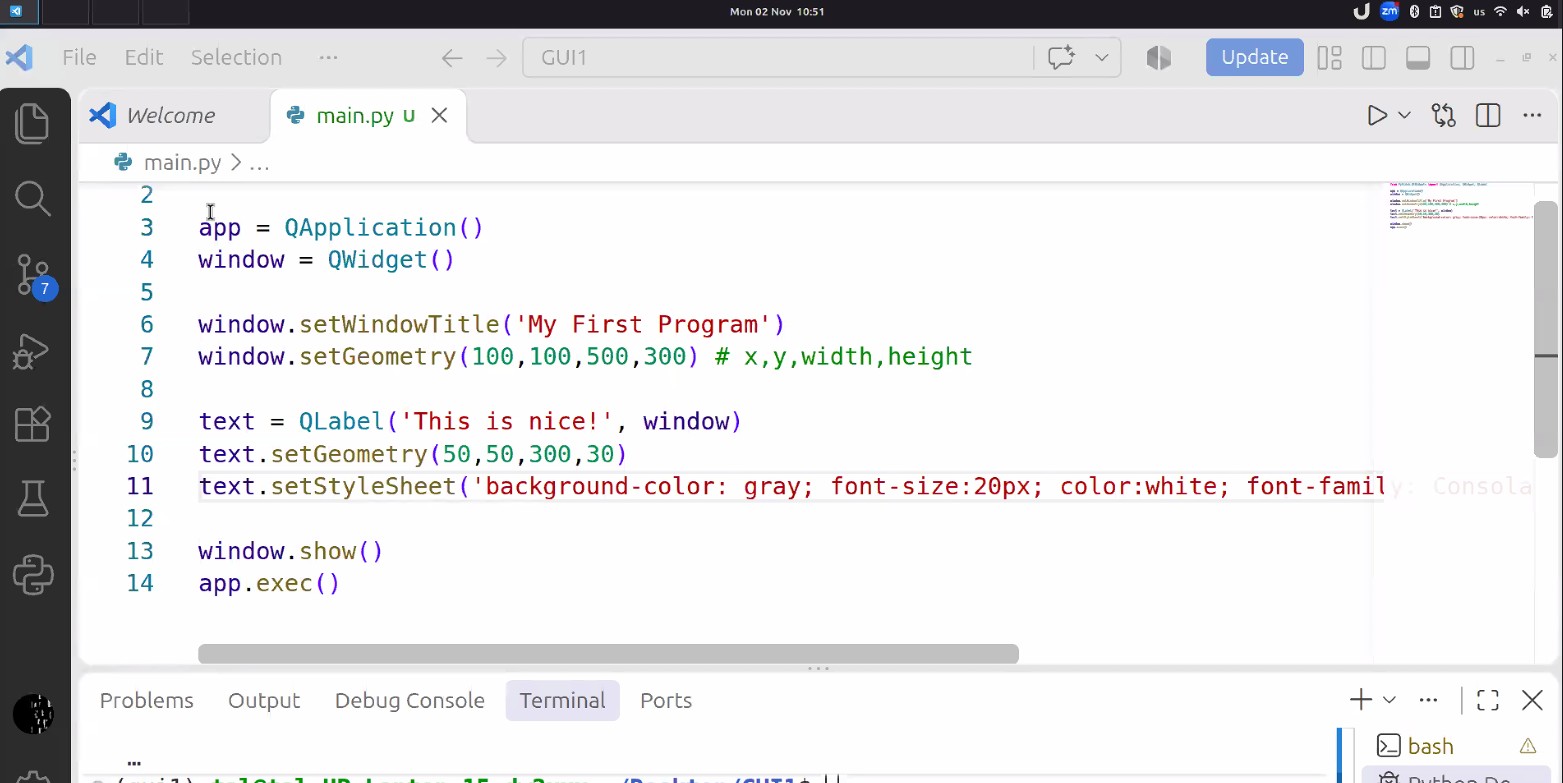 Mon 02 Nov 10:51
zm
us
File Edit Selection ···
GUI1
Update
Welcome
main.py U
main.py > ...
2
3 app = QApplication()
4 window = QWidget()
5
6 window.setWindowTitle('My First Program')
7 window.setGeometry(100,100,500,300) # x,y,width,height
8
9 text = QLabel('This is nice!', window)
10 text.setGeometry(50,50,300,30)
11 text.setStyleSheet('background-color: gray; font-size:20px; color:white; font-family: Consola
12
13 window.show()
14 app.exec()
7
Problems Output Debug Console Terminal Ports
bash